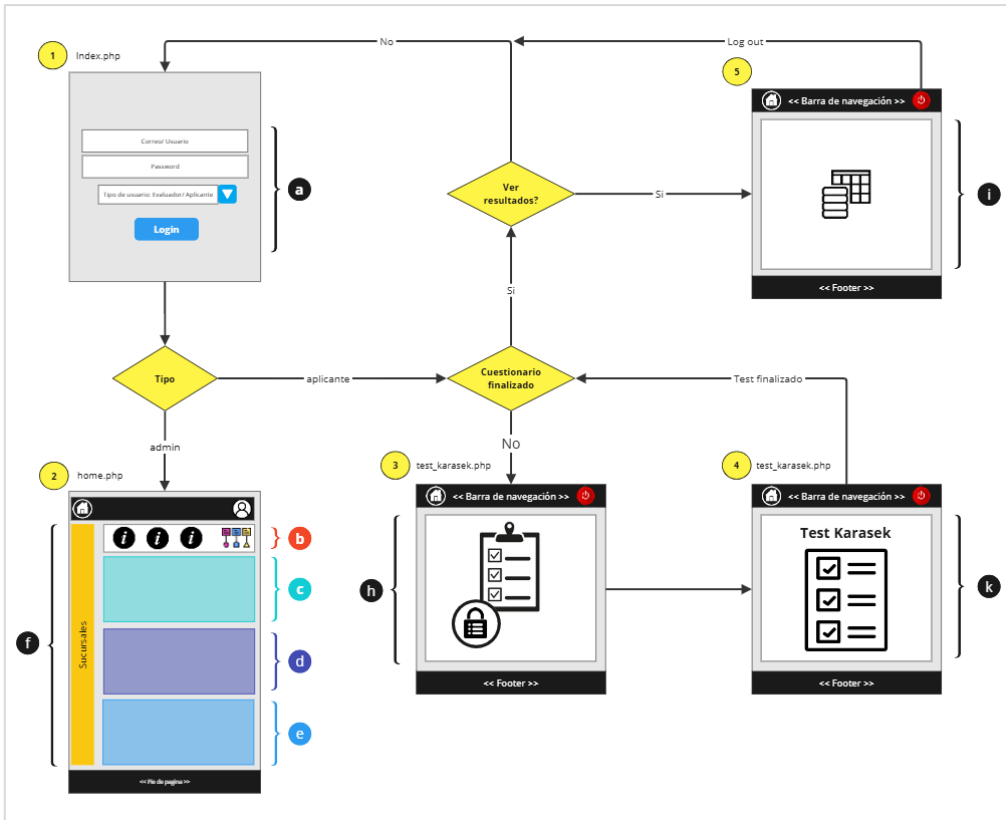 No
Log out
1
Index.php
5
<< Barra de navegación >>
Correo/ Usuario
Password
Tipo de usuario: Evaluador/ Aplicante
Login
a
Ver
resultados?
Si
i
<< Footer >>
Si
Tipo
aplicante
Cuestionario
finalizado
Test finalizado
admin
No
2
home.php
3
test_karasek.php
4
test_karasek.php
<< Barra de navegación >>
<< Barra de navegación >>
i
i
i
b
c
d
e
f
Sucursales
<< Pie de pagina >>
h
<< Footer >>
Test Karasek
k
<< Footer >>